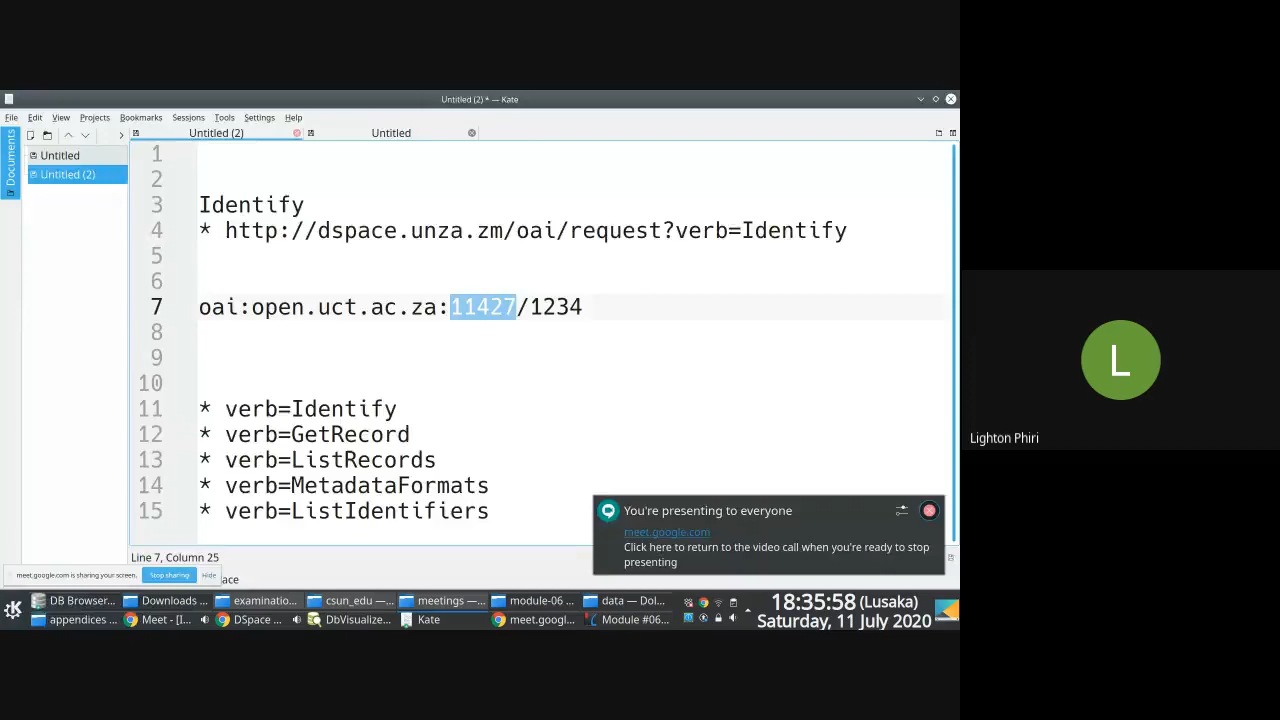 Untitled (2) * — Kate
File Edit View Projects Bookmarks Sessions Tools Settings Help
Documents
Untitled (2)
Untitled
Untitled
Untitled (2)
1
2
3 Identify
4 * http://dspace.unza.zm/oai/request?verb=Identify
5
6
7 oai:open.uct.ac.za:11427/1234
8
9
10
11 * verb=Identify
12 * verb=GetRecord
13 * verb=ListRecords
14 * verb=MetadataFormats
15 * verb=ListIdentifiers
You're presenting to everyone
meet.google.com
Click here to return to the video call when you're ready to stop
presenting
Line 7, Column 25
meet.google.com is sharing your screen. Stop sharing Hide
ace
DB Browser... Downloads ... examinatio... csun_edu —... meetings —... module-06 ... data — Dol...
appendices ... Meet - [I... DSpace ... DbVisualize... Kate meet.googl... Module #06...
18:35:58 (Lusaka)
Saturday, 11 July 2020
L
Lighton Phiri